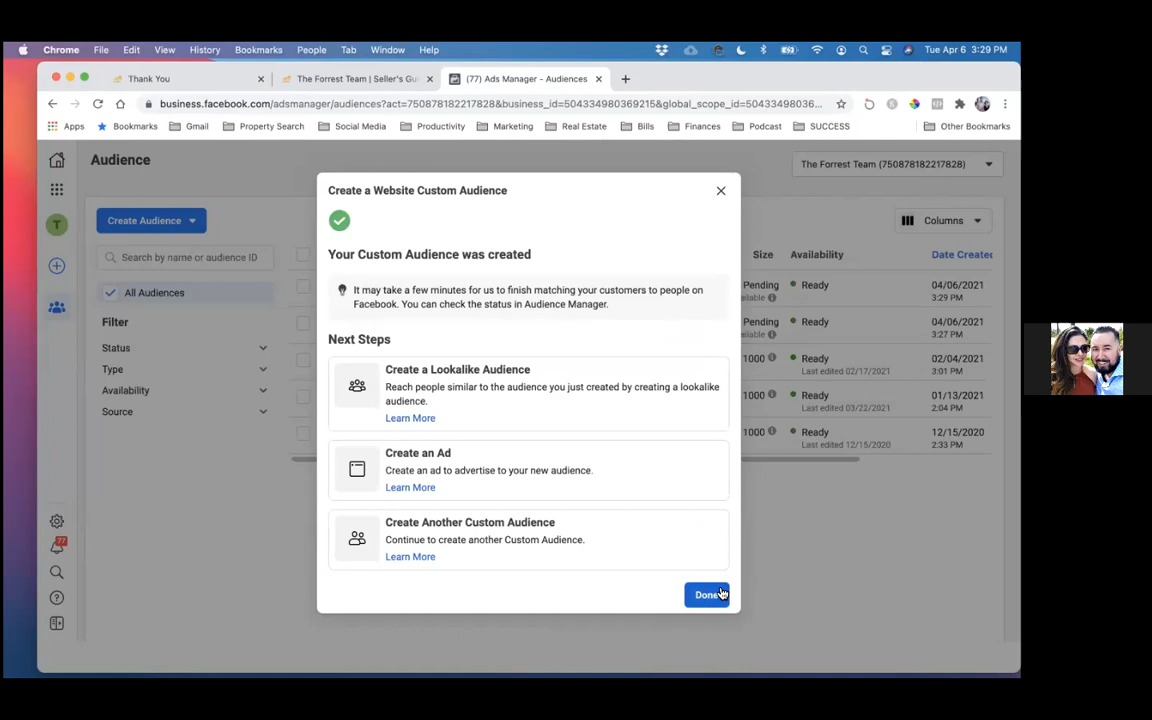 Chrome File Edit View History Bookmarks People Tab Window Help Tue Apr 6 3:29 PM
Thank You × The Forrest Team | Seller's Gui × (77) Ads Manager - Audiences × +
business.facebook.com/adsmanager/audiences?act=750878182217828&business_id=504334980369215&global_scope_id=50433498036...
Apps Bookmarks Gmail Property Search Social Media Productivity Marketing Real Estate Bills Finances Podcast SUCCESS Other Bookmarks
Audience
The Forrest Team (750878182217828)
Create Audience
Columns
Search by name or audience ID
All Audiences
Filter
Status
Type
Availability
Source
T
77
Create a Website Custom Audience
Your Custom Audience was created
It may take a few minutes for us to finish matching your customers to people on
Facebook. You can check the status in Audience Manager.
Next Steps
Create a Lookalike Audience
Reach people similar to the audience you just created by creating a lookalike
audience.
Learn More
Create an Ad
Create an ad to advertise to your new audience.
Learn More
Create Another Custom Audience
Continue to create another Custom Audience.
Learn More
Done
Size Availability Date Created
Pending Ready 04/06/2021
ailable 3:29 PM
Pending Ready 04/06/2021
ailable 3:27 PM
1000 Ready 02/04/2021
Last edited 02/17/2021 3:01 PM
1000 Ready 01/13/2021
Last edited 03/22/2021 2:04 PM
1000 Ready 12/15/2020
Last edited 12/15/2020 2:33 PM